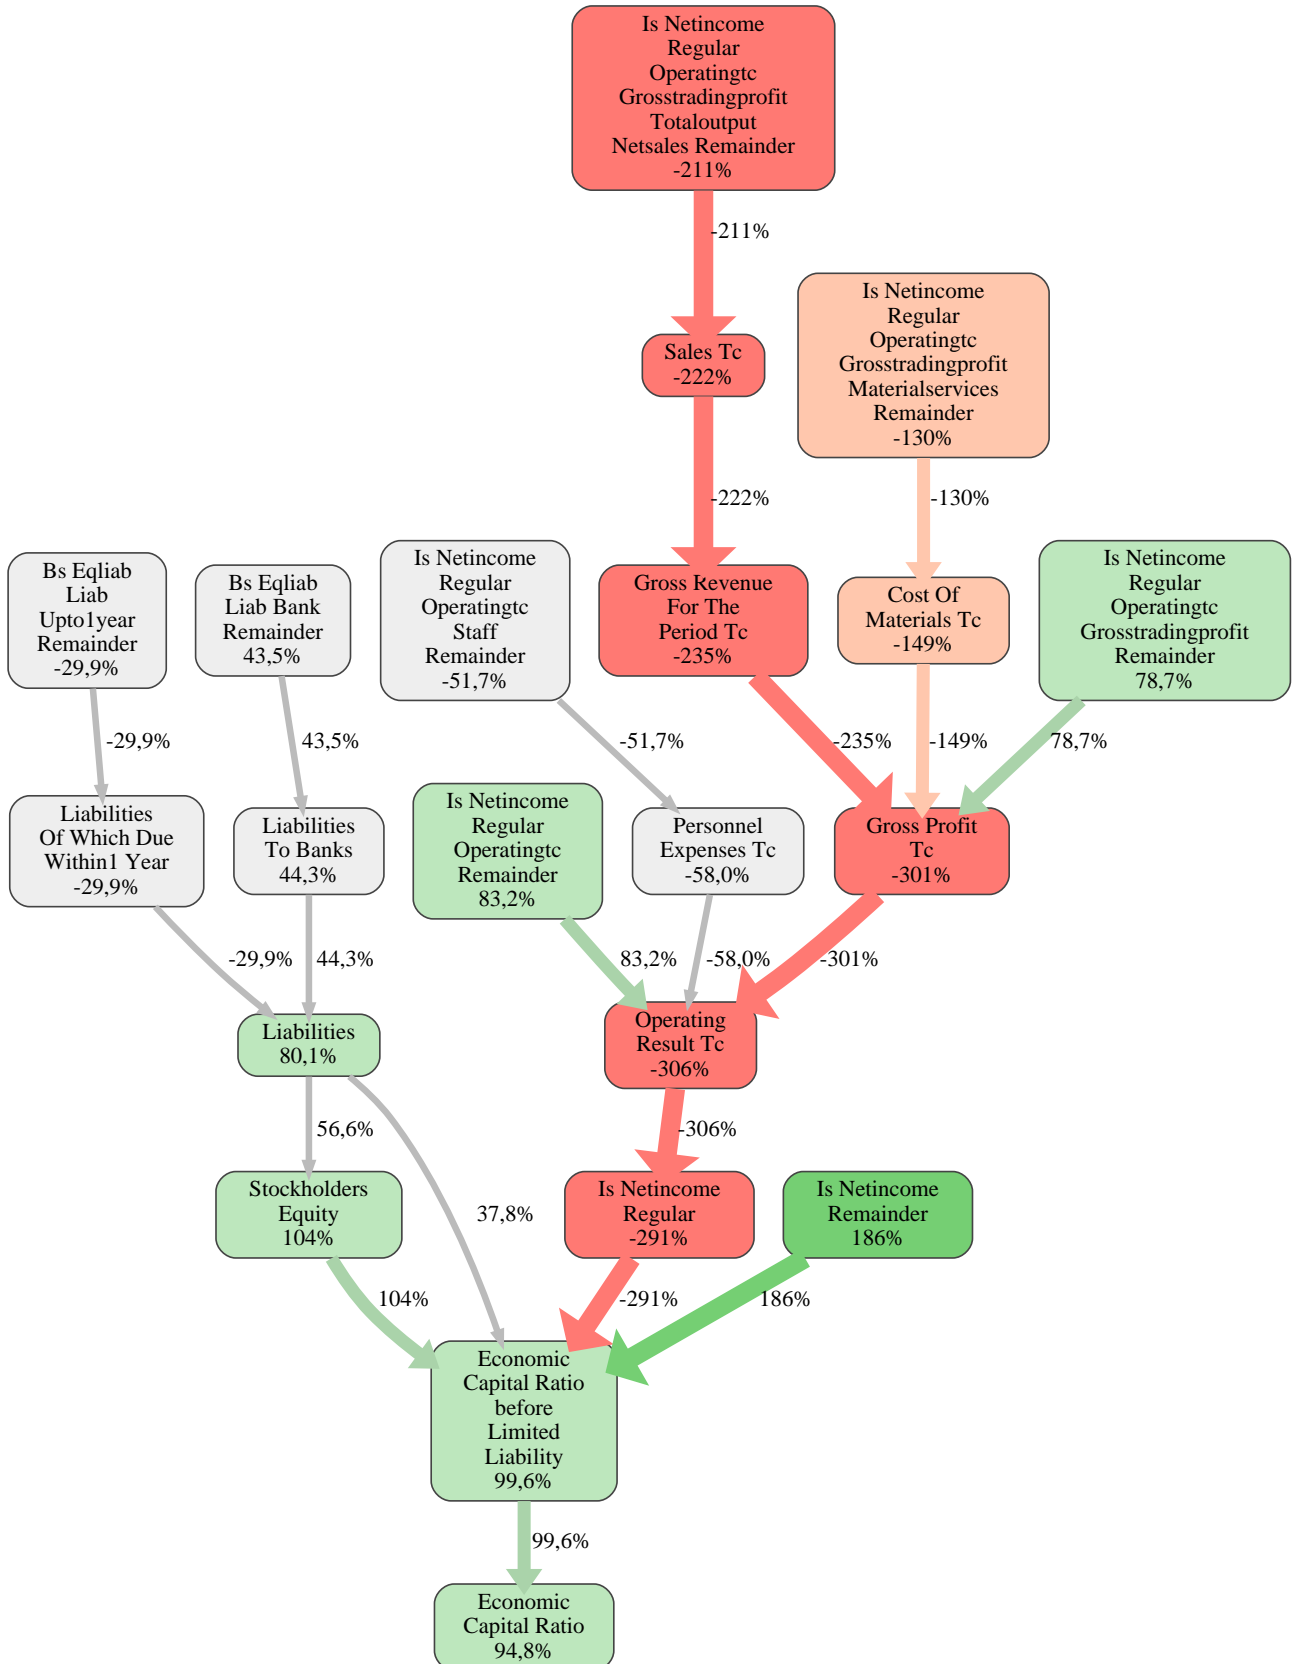 Is Netincome
Regular
Operatingtc
Grosstradingprofit
Totaloutput
Netsales Remainder
-211%
-211%
Is Netincome
Regular
Operatingtc
Grosstradingprofit
Materialservices
Remainder
-130%
Sales Tc
-222%
-222%
-130%
Bs Eqliab
Liab
Upto1year
Remainder
-29,9%
Bs Eqliab
Liab Bank
Remainder
43,5%
Is Netincome
Regular
Operatingtc
Staff
Remainder
-51,7%
Gross Revenue
For The
Period Tc
-235%
Cost Of
Materials Tc
-149%
Is Netincome
Regular
Operatingtc
Grosstradingprofit
Remainder
78,7%
-29,9%
43,5%
-51,7%
-235%
-149%
78,7%
Liabilities
Of Which Due
Within1 Year
-29,9%
Liabilities
To Banks
44,3%
Is Netincome
Regular
Operatingtc
Remainder
83,2%
Personnel
Expenses Tc
-58,0%
Gross Profit
Tc
-301%
-29,9%
44,3%
83,2%
-58,0%
-301%
Liabilities
80,1%
Operating
Result Tc
-306%
56,6%
-306%
Stockholders
Equity
104%
37,8%
Is Netincome
Regular
-291%
Is Netincome
Remainder
186%
104%
-291%
186%
Economic
Capital Ratio
before
Limited
Liability
99,6%
99,6%
Economic
Capital Ratio
94,8%